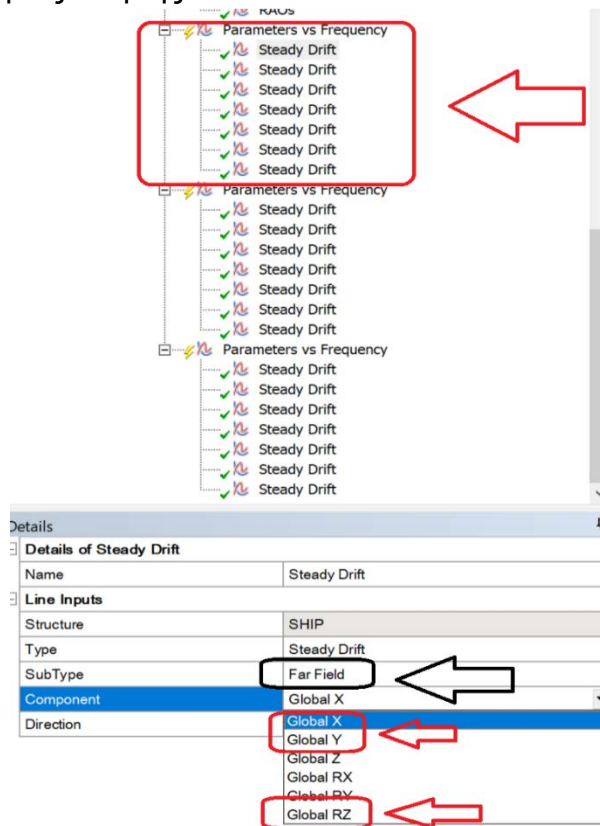 RAOs
Parameters vs Frequency
Steady Drift
Steady Drift
Steady Drift
Steady Drift
Steady Drift
Steady Drift
Steady Drift
Parameters vs Frequency
Steady Drift
Steady Drift
Steady Drift
Steady Drift
Steady Drift
Steady Drift
Steady Drift
Parameters vs Frequency
Steady Drift
Steady Drift
Steady Drift
Steady Drift
Steady Drift
Steady Drift
Steady Drift
Details
Details of Steady Drift
Name Steady Drift
Line Inputs
Structure SHIP
Type Steady Drift
SubType Far Field
Component Global X
Direction Global X
Global Y
Global Z
Global RX
Global RY
Global RZ